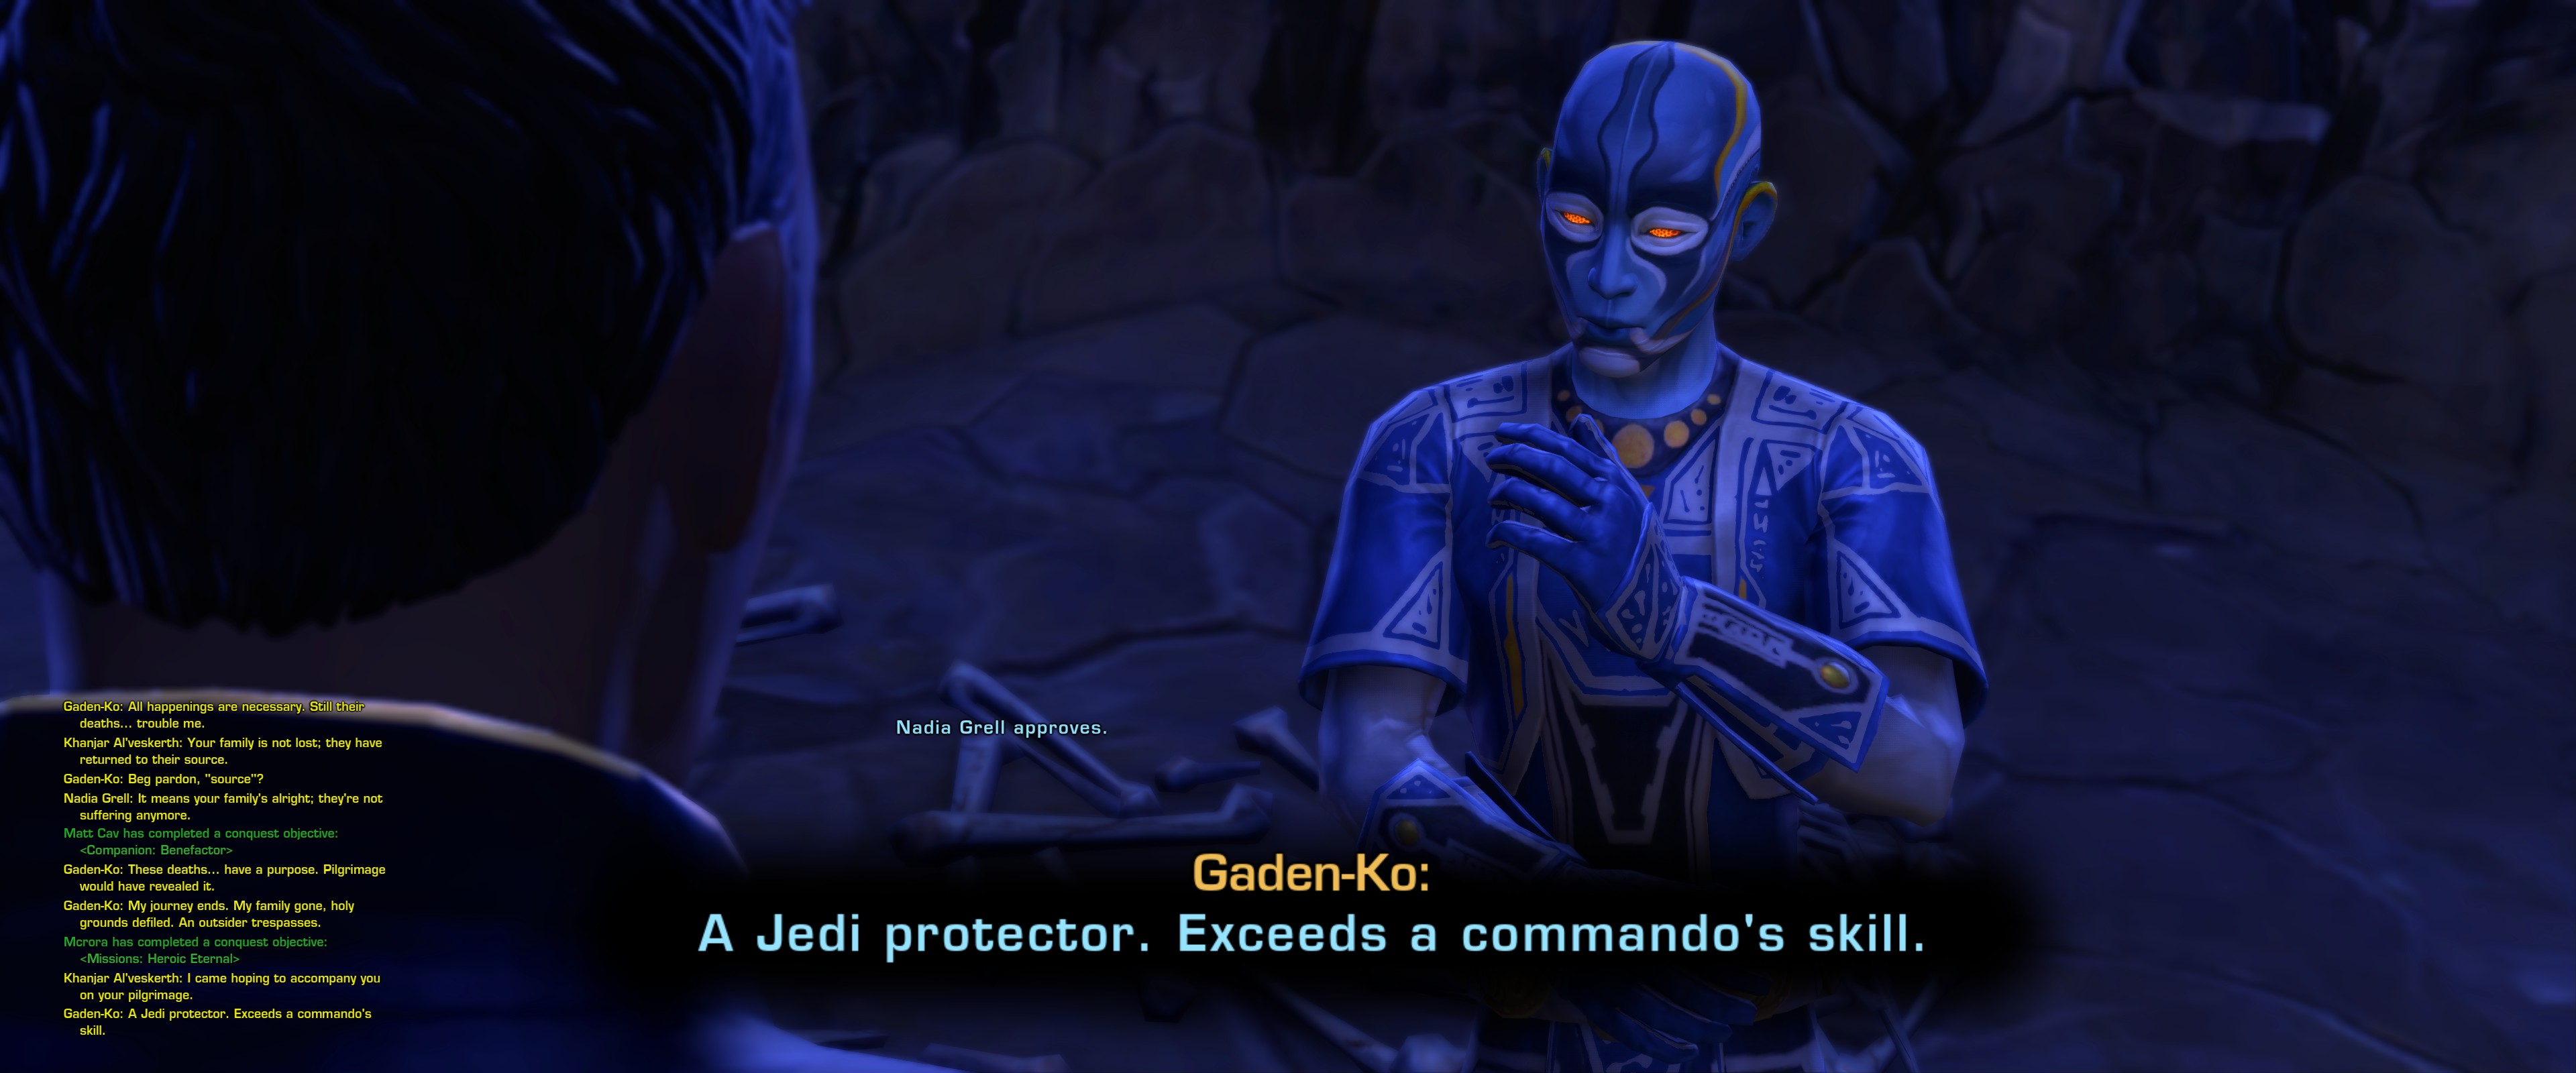 Nadia Grell approves.
Gaden-Ko: All happenings are necessary. Still their
deaths... trouble me.
Khanjar Al'veskerth: Your family is not lost; they have
returned to their source.
Gaden-Ko: Beg pardon, "source"?
Nadia Grell: It means your family's alright; they're not
suffering anymore.
Matt Cav has completed a conquest objective:
<Companion: Benefactor>
Gaden-Ko: These deaths... have a purpose. Pilgrimage
would have revealed it.
Gaden-Ko: My journey ends. My family gone, holy
grounds defiled. An outsider trespasses.
Mcrora has completed a conquest objective:
<Missions: Heroic Eternal>
Khanjar Al'veskerth: I came hoping to accompany you
on your pilgrimage.
Gaden-Ko: A Jedi protector. Exceeds a commando's
skill.
Gaden-Ko:
A Jedi protector. Exceeds a commando's skill.